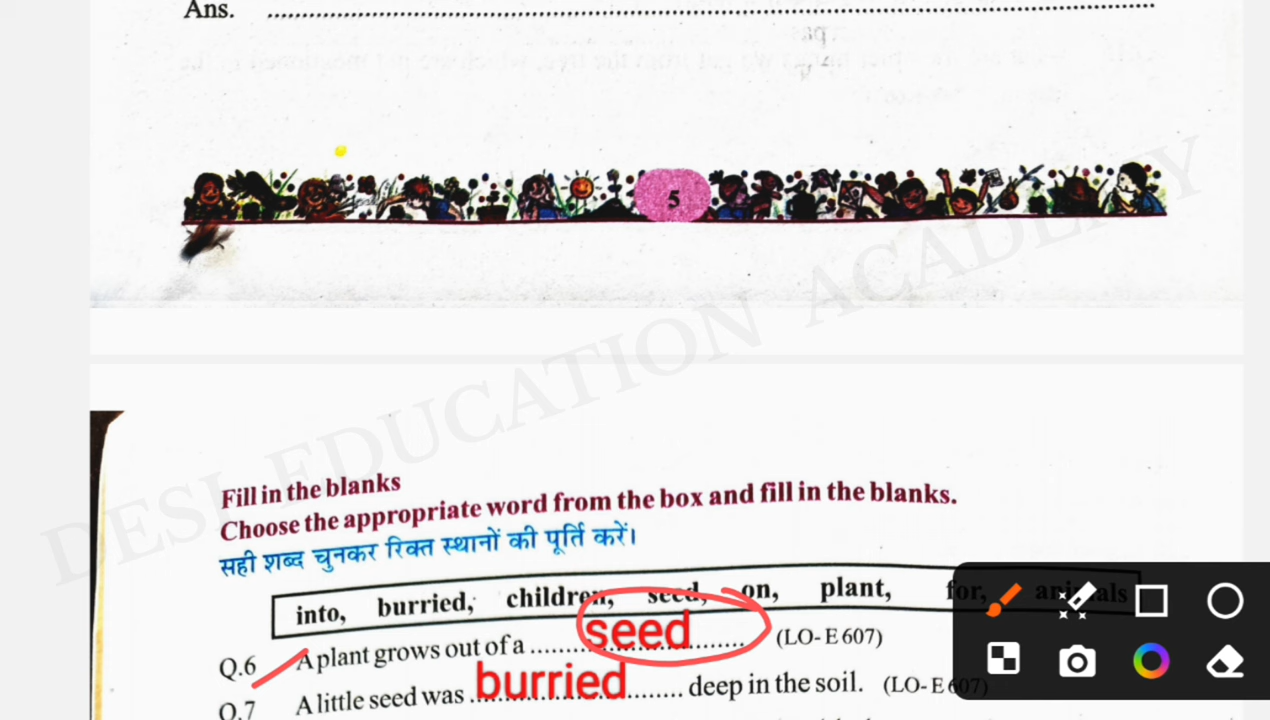 Ans. ........................................
5
DESI EDUCATION ACADEMY
Fill in the blanks
Choose the appropriate word from the box and fill in the blanks.
सही शब्द चुनकर रिक्त स्थानों की पूर्ति करें।
into, burried, children, seed, on, plant, for, animals
Q.6 A plant grows out of a ....seed.... (LO- E 607)
Q.7 A little seed was ....burried.... deep in the soil. (LO- E 607)